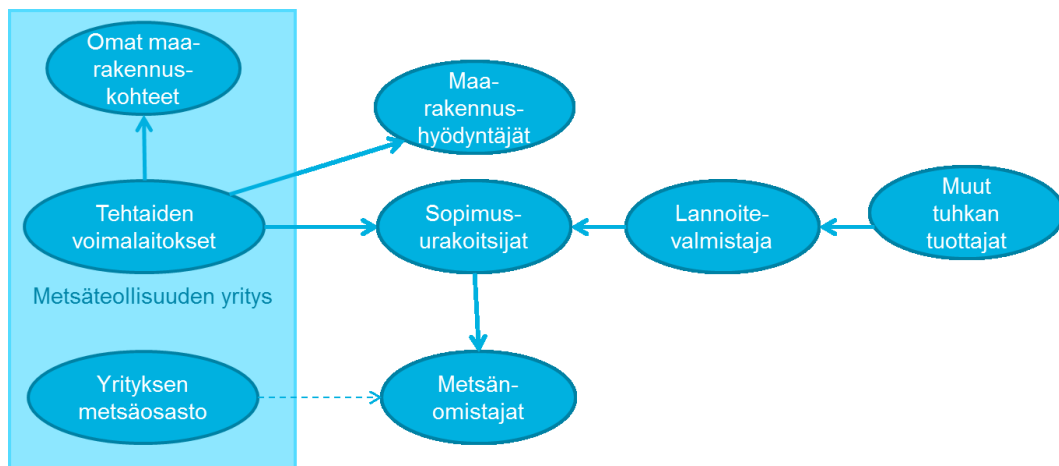 Omat maa-
rakennus-
kohteet
Maa-
rakennus-
hyödyntäjät
Tehtaiden
voimalaitokset
Sopimus-
urakoitsijat
Lannoite-
valmistaja
Muut
tuhkan
tuottajat
Metsäteollisuuden yritys
Yrityksen
metsäosasto
Metsän-
omistajat